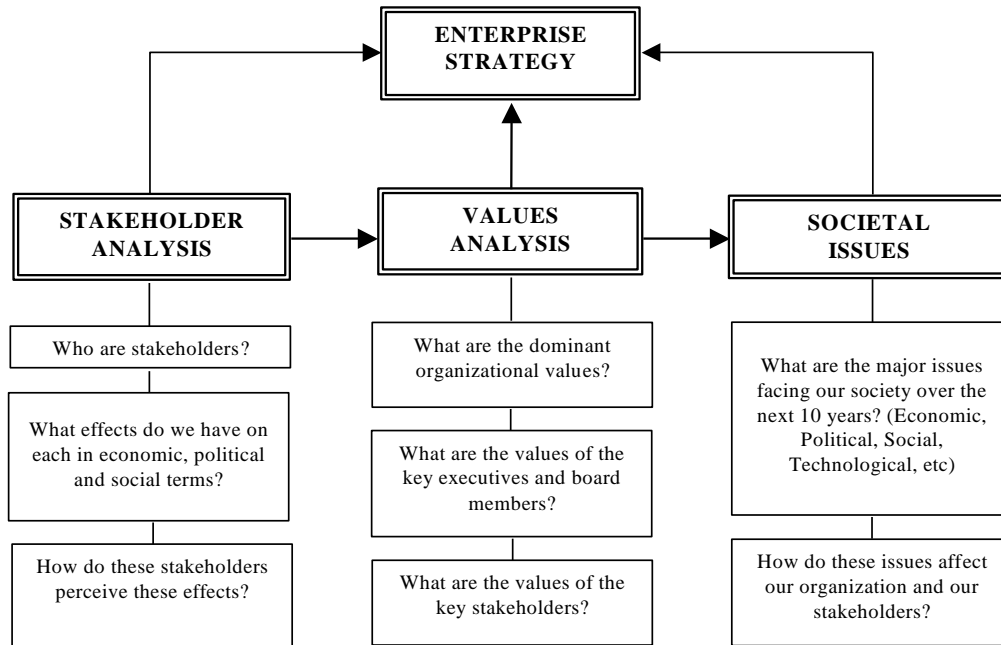 ENTERPRISE
STRATEGY
STAKEHOLDER
ANALYSIS
VALUES
ANALYSIS
SOCIETAL
ISSUES
Who are stakeholders?
What effects do we have on
each in economic, political
and social terms?
How do these stakeholders
perceive these effects?
What are the dominant
organizational values?
What are the values of the
key executives and board
members?
What are the values of the
key stakeholders?
What are the major issues
facing our society over the
next 10 years? (Economic,
Political, Social,
Technological, etc)
How do these issues affect
our organization and our
stakeholders?